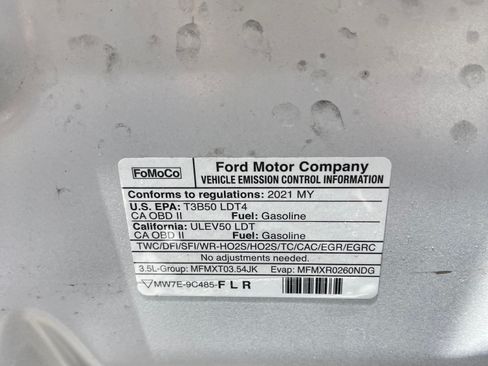 FoMoCo
Ford Motor Company
VEHICLE EMISSION CONTROL INFORMATION
Conforms to regulations: 2021 MY
U.S. EPA: T3B50 LDT4
CA OBD II Fuel: Gasoline
California: ULEV50 LDT
CA OBD II Fuel: Gasoline
TWC/DFI/SFI/WR-HO2S/HO2S/TC/CAC/EGR/EGRC
No adjustments needed.
3.5L-Group: MFMXT03.54JK Evap: MFMXR0260NDG
MW7E-9C485-FLR